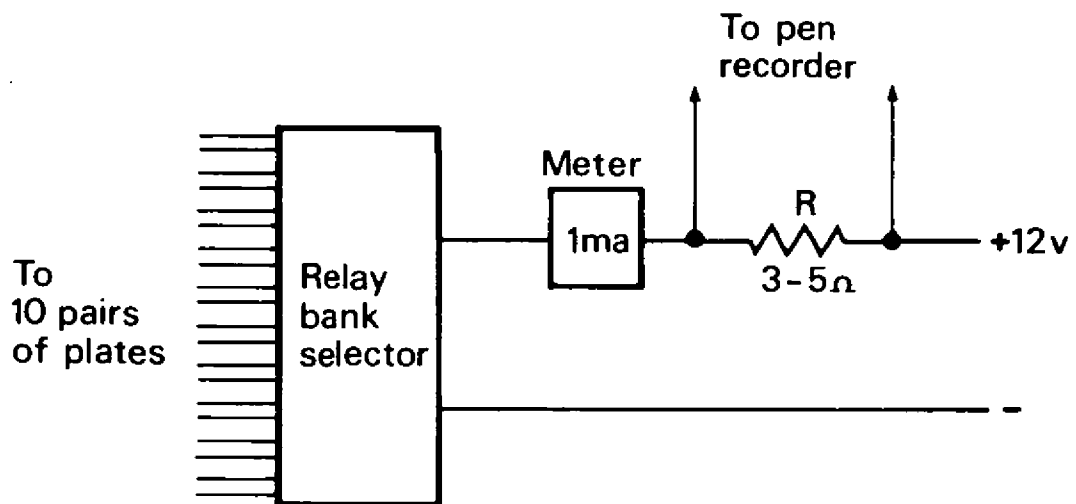 To pen
recorder
Meter
1ma
R
3-5Ω
+12v
To
10 pairs
of plates
Relay
bank
selector
-